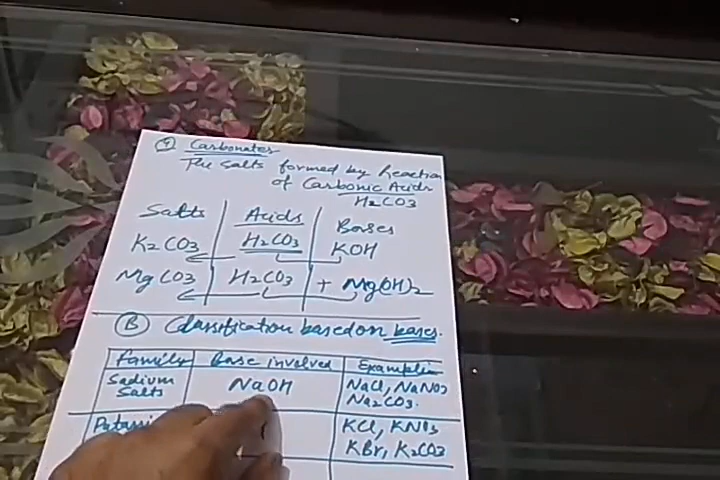 ④ Carbonates
The Salts formed by reaction
of Carbonic Acids
H2CO3
Salts Acids Bases
K2CO3 H2CO3 KOH
MgCO3 H2CO3 + Mg(OH)2
Ⓑ Classification based on bases.
Family Base involved Examples
Sadium Salts NaOH NaCl, NaNO3
Na2CO3.
KCl, KNO3
KBr, K2CO3